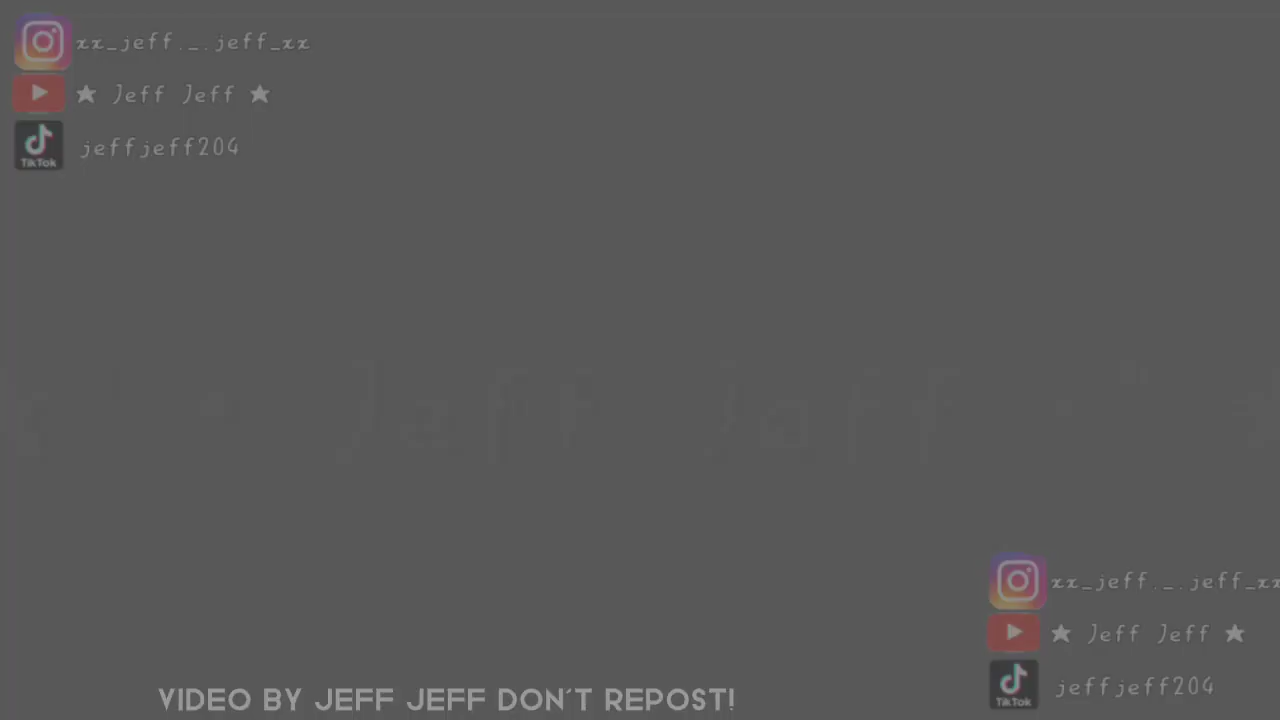 xx_jeff._.jeff_xx
★ Jeff Jeff ★
TikTok
jeffjeff204
Jeff Jeff
xx_jeff._.jeff_xx
★ Jeff Jeff ★
TikTok
jeffjeff204
VIDEO BY JEFF JEFF DON'T REPOST!